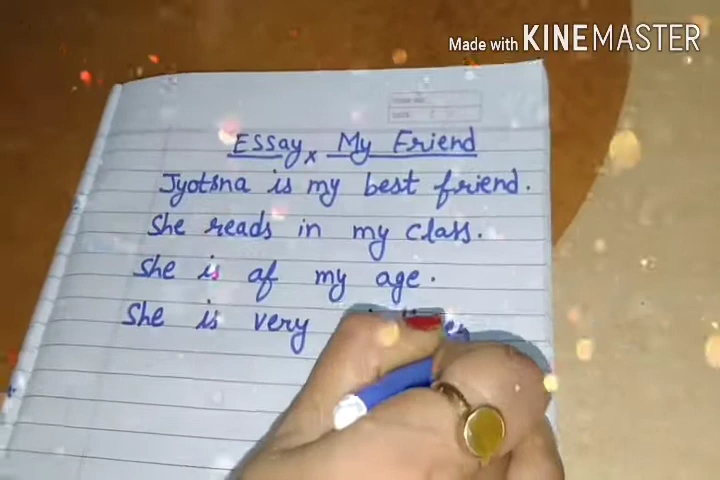 Made with KINEMASTER
Essay, My Friend
Jyotsna is my best friend.
She reads in my class.
She is of my age.
She is very